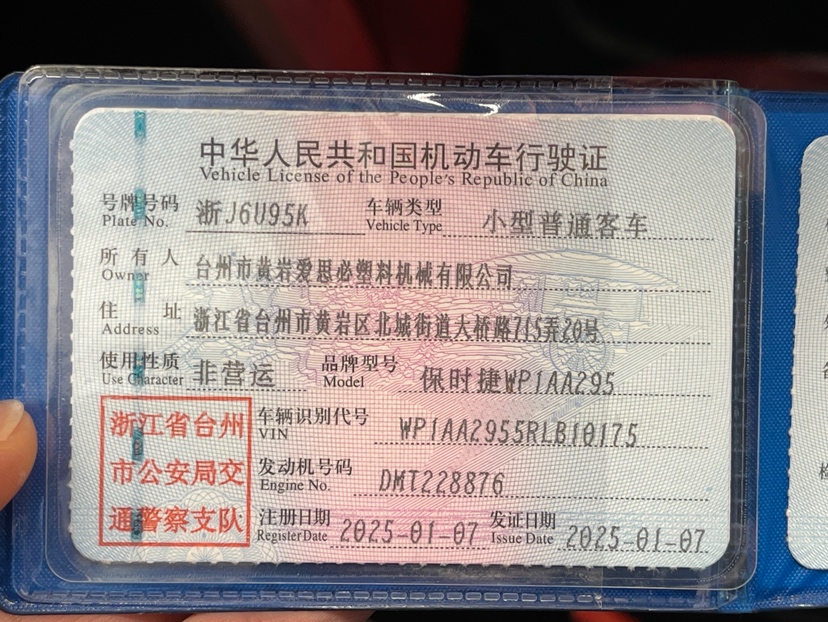 中华人民共和国机动车行驶证
Vehicle License of the People's Republic of China
号牌号码 浙J6U95K 车辆类型 小型普通客车
Plate No. Vehicle Type
所有人 台州市黄岩爱思必塑料机械有限公司
Owner
住址 浙江省台州市黄岩区北城街道大桥路715弄20号
Address
使用性质 非营运 品牌型号 保时捷WP1AA295
Use Character Model
浙江省台州 车辆识别代号 WP1AA2955RLB10175
VIN
市公安局交 发动机号码 DMT228876
Engine No.
通警察支队 注册日期 2025-01-07 发证日期 2025-01-07
Register Date Issue Date